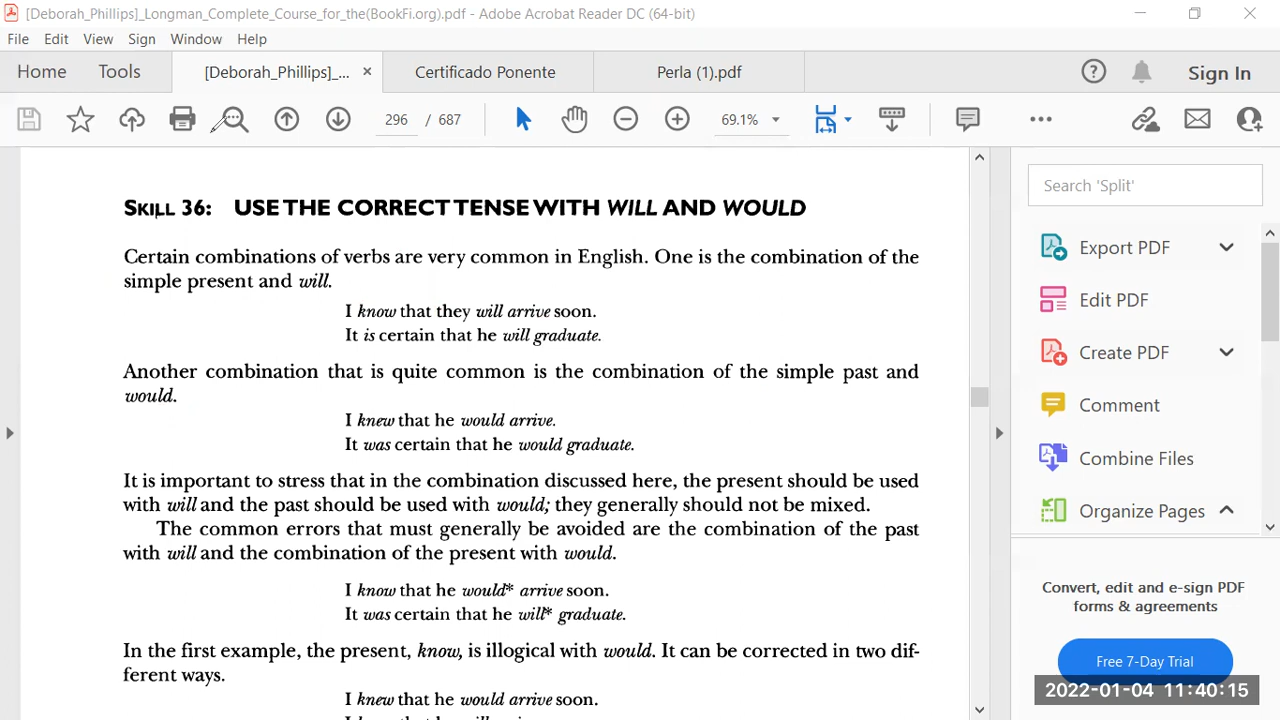 [Deborah_Phillips]_Longman_Complete_Course_for_the(BookFi.org).pdf - Adobe Acrobat Reader DC (64-bit)
File Edit View Sign Window Help
Home Tools [Deborah_Phillips]_... × Certificado Ponente Perla (1).pdf Sign In
296 / 687 69.1%
SKILL 36: USE THE CORRECT TENSE WITH WILL AND WOULD
Certain combinations of verbs are very common in English. One is the combination of the
simple present and will.
I know that they will arrive soon.
It is certain that he will graduate.
Another combination that is quite common is the combination of the simple past and
would.
I knew that he would arrive.
It was certain that he would graduate.
It is important to stress that in the combination discussed here, the present should be used
with will and the past should be used with would; they generally should not be mixed.
The common errors that must generally be avoided are the combination of the past
with will and the combination of the present with would.
I know that he would* arrive soon.
It was certain that he will* graduate.
In the first example, the present, know, is illogical with would. It can be corrected in two dif-
ferent ways.
I knew that he would arrive soon.
Search 'Split'
Export PDF
Edit PDF
Create PDF
Comment
Combine Files
Organize Pages
Convert, edit and e-sign PDF
forms & agreements
Free 7-Day Trial
2022-01-04 11:40:15